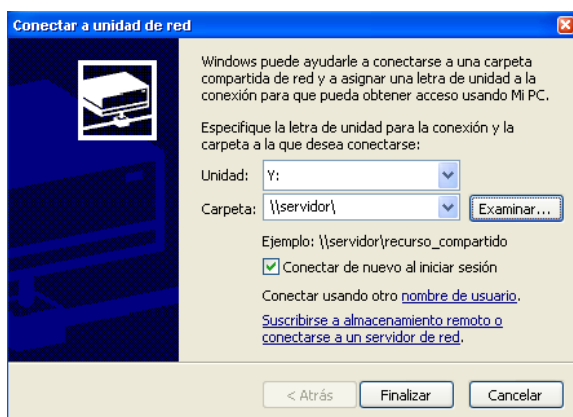 Conectar a unidad de red
Windows puede ayudarle a conectarse a una carpeta
compartida de red y a asignar una letra de unidad a la
conexión para que pueda obtener acceso usando Mi PC.
Especifique la letra de unidad para la conexión y la
carpeta a la que desea conectarse:
Unidad: Y:
Carpeta: \\servidor\ Examinar...
Ejemplo: \\servidor\recurso_compartido
Conectar de nuevo al iniciar sesión
Conectar usando otro nombre de usuario.
Suscribirse a almacenamiento remoto o
conectarse a un servidor de red.
< Atrás Finalizar Cancelar